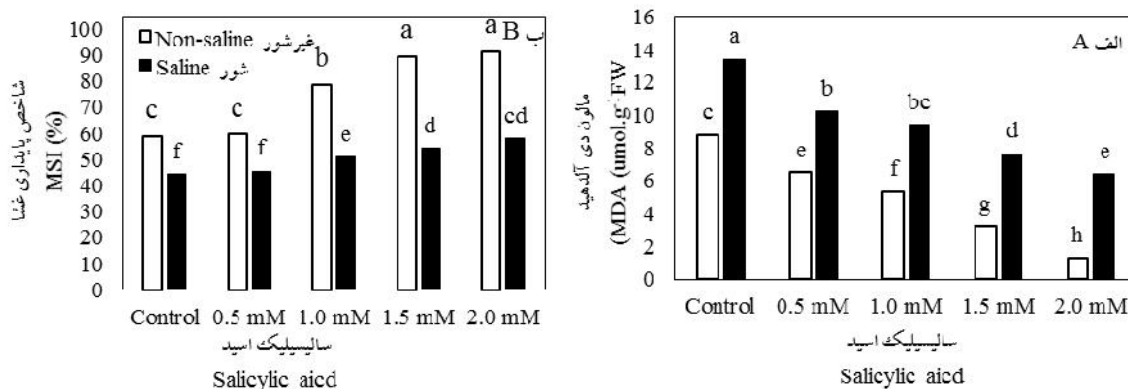 ب B
Non-saline غیرشور
Saline شور
شاخص پایداری غشا
MSI (%)
100
90
80
70
60
50
40
30
20
10
0
c
f
c
f
b
e
a
d
a
cd
Control 0.5 mM 1.0 mM 1.5 mM 2.0 mM
سالیسیلیک اسید
Salicylic aicd
الف A
مالون دی آلدهید
(MDA (umol.g-1FW
16
14
12
10
8
6
4
2
0
c
a
e
b
f
bc
g
d
h
e
Control 0.5 mM 1.0 mM 1.5 mM 2.0 mM
سالیسیلیک اسید
Salicylic aicd